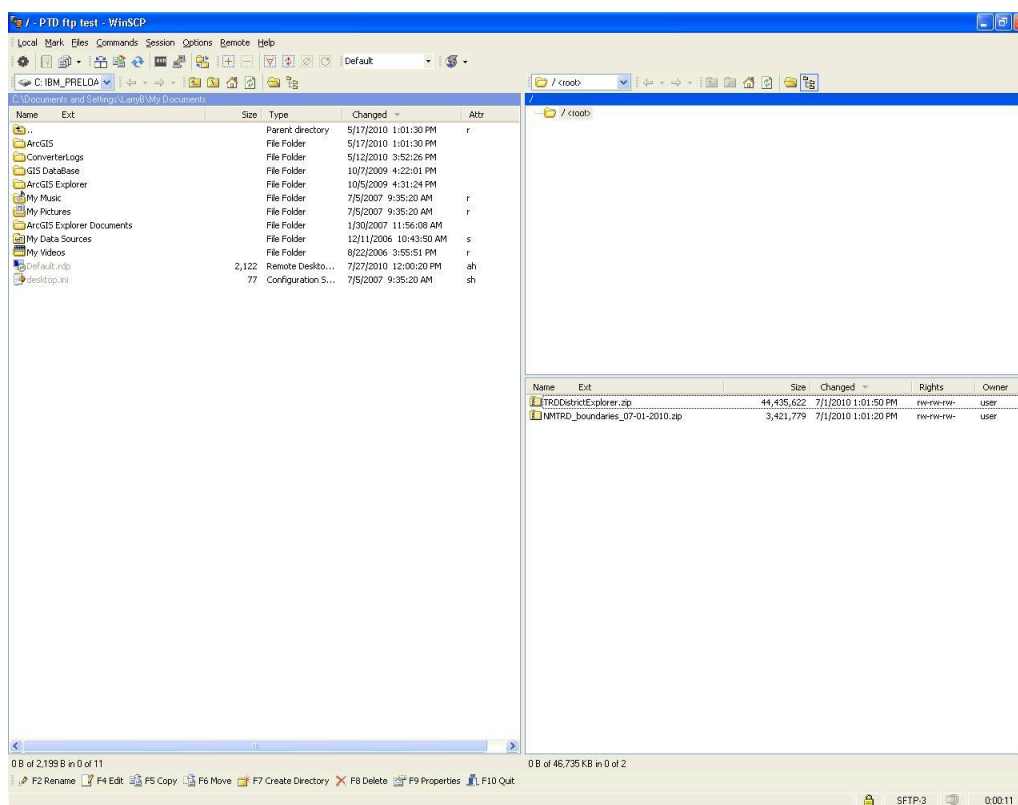 / - PTD ftp test - WinSCP
Local Mark Files Commands Session Options Remote Help
Default
C: IBM_PRELOA
/ <root>
C:\Documents and Settings\LarryB\My Documents
/
Name Ext Size Type Changed Attr
/ <root>
.. Parent directory 5/17/2010 1:01:30 PM r
ArcGIS File Folder 5/17/2010 1:01:30 PM
ConverterLogs File Folder 5/12/2010 3:52:26 PM
GIS DataBase File Folder 10/7/2009 4:22:01 PM
ArcGIS Explorer File Folder 10/5/2009 4:31:24 PM
My Music File Folder 7/5/2007 9:35:20 AM r
My Pictures File Folder 7/5/2007 9:35:20 AM r
ArcGIS Explorer Documents File Folder 1/30/2007 11:56:08 AM
My Data Sources File Folder 12/11/2006 10:43:50 AM s
My Videos File Folder 8/22/2006 3:55:51 PM r
Default.rdp 2,122 Remote Deskto... 7/27/2010 12:00:20 PM ah
desktop.ini 77 Configuration S... 7/5/2007 9:35:20 AM sh
Name Ext Size Changed Rights Owner
TRDDistrictExplorer.zip 44,435,622 7/1/2010 1:01:50 PM rw-rw-rw- user
NMTRD_boundaries_07-01-2010.zip 3,421,779 7/1/2010 1:01:20 PM rw-rw-rw- user
0 B of 2,199 B in 0 of 11
0 B of 46,735 KB in 0 of 2
F2 Rename F4 Edit F5 Copy F6 Move F7 Create Directory F8 Delete F9 Properties F10 Quit
SFTP-3 0:00:11